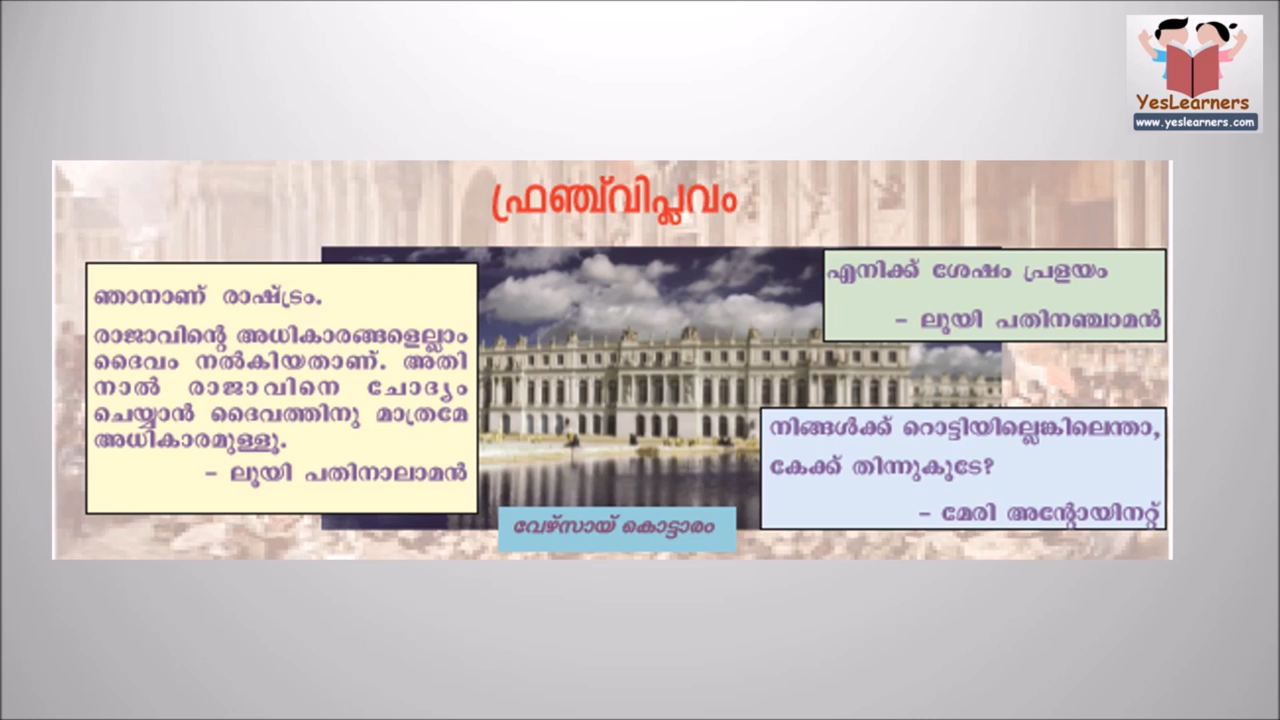 YesLearners
www.yeslearners.com
ഫ്രഞ്ച്‌വിപ്ലവം
ഞാനാണ് രാഷ്ട്രം.
രാജാവിന്റെ അധികാരങ്ങളെല്ലാം
ദൈവം നൽകിയതാണ്. അതി
നാൽ രാജാവിനെ ചോദ്യം
ചെയ്യാൻ ദൈവത്തിനു മാത്രമേ
അധികാരമുള്ളൂ.
– ലൂയി പതിനാലാമൻ
എനിക്ക് ശേഷം പ്രളയം
– ലൂയി പതിനഞ്ചാമൻ
നിങ്ങൾക്ക് റൊട്ടിയില്ലെങ്കിലെന്താ,
കേക്ക് തിന്നുകൂടേ?
– മേരി അന്റോയിനറ്റ്
വേഴ്സായ് കൊട്ടാരം